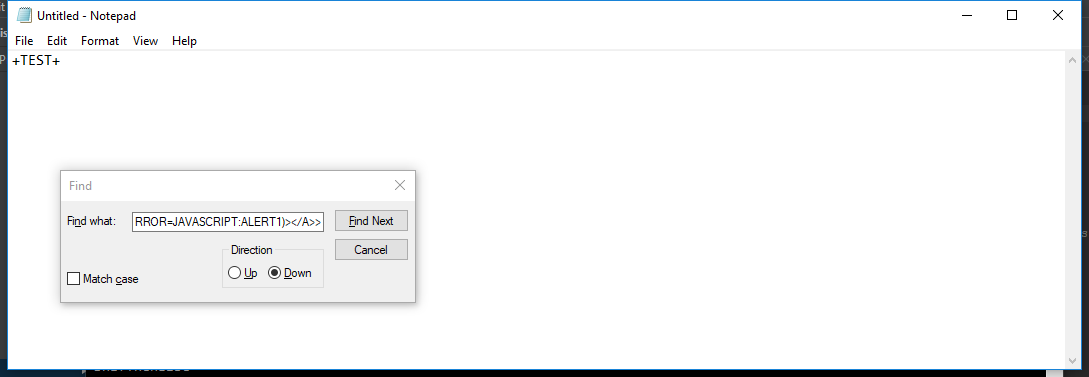 Untitled - Notepad
File Edit Format View Help
+TEST+
Find
Find what: RROR=JAVASCRIPT:ALERT1)></A>> Find Next
Direction Cancel
Up Down
Match case